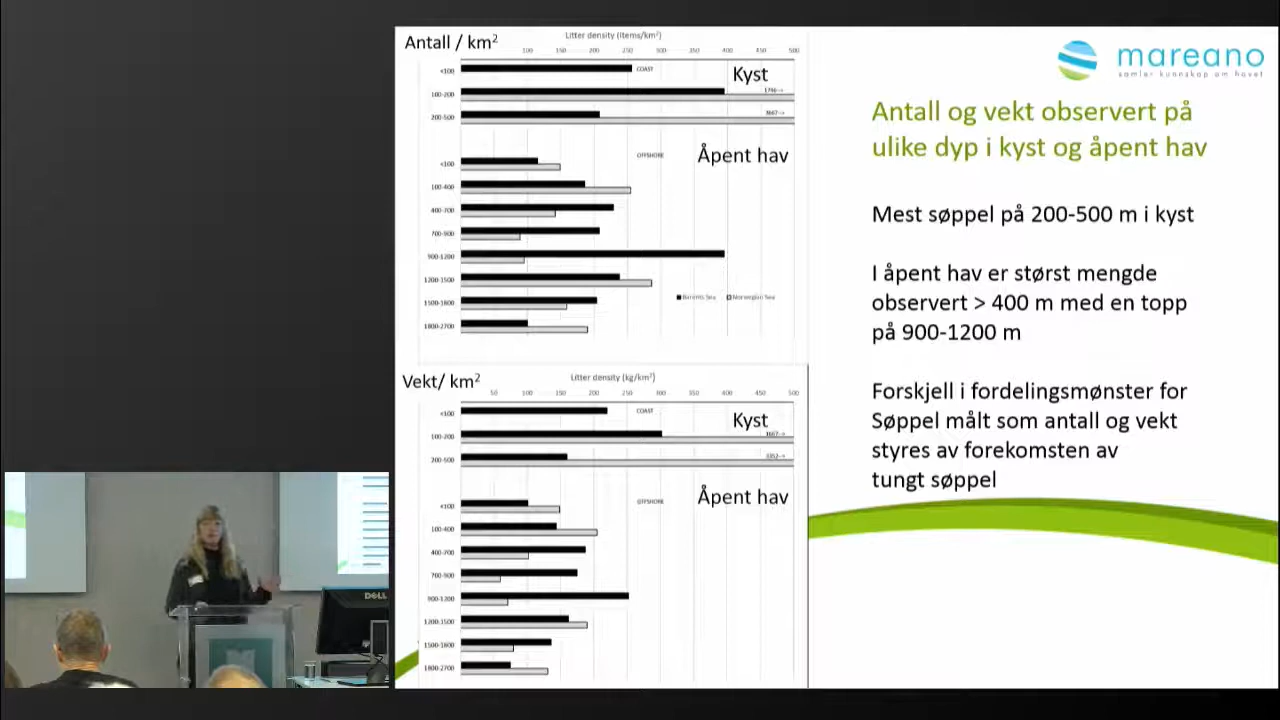 Antall / km²
Litter density (items/km²)
100 150 200 250 300 350 400 450 500
<100
COAST
Kyst
100-200
200-500
OFFSHORE
Åpent hav
<100
100-400
400-700
700-900
900-1200
1200-1500
Barents Sea
Norwegian Sea
1500-1800
1800-2700
Vekt/ km²
Litter density (kg/km²)
50 100 150 200 250 300 350 400 450 500
<100
COAST
Kyst
100-200
200-500
OFFSHORE
Åpent hav
<100
100-400
400-700
700-900
900-1200
1200-1500
1500-1800
1800-2700
mareano
samler kunnskap om havet
Antall og vekt observert på
ulike dyp i kyst og åpent hav
Mest søppel på 200-500 m i kyst
I åpent hav er størst mengde
observert > 400 m med en topp
på 900-1200 m
Forskjell i fordelingsmønster for
Søppel målt som antall og vekt
styres av forekomsten av
tungt søppel
DELL